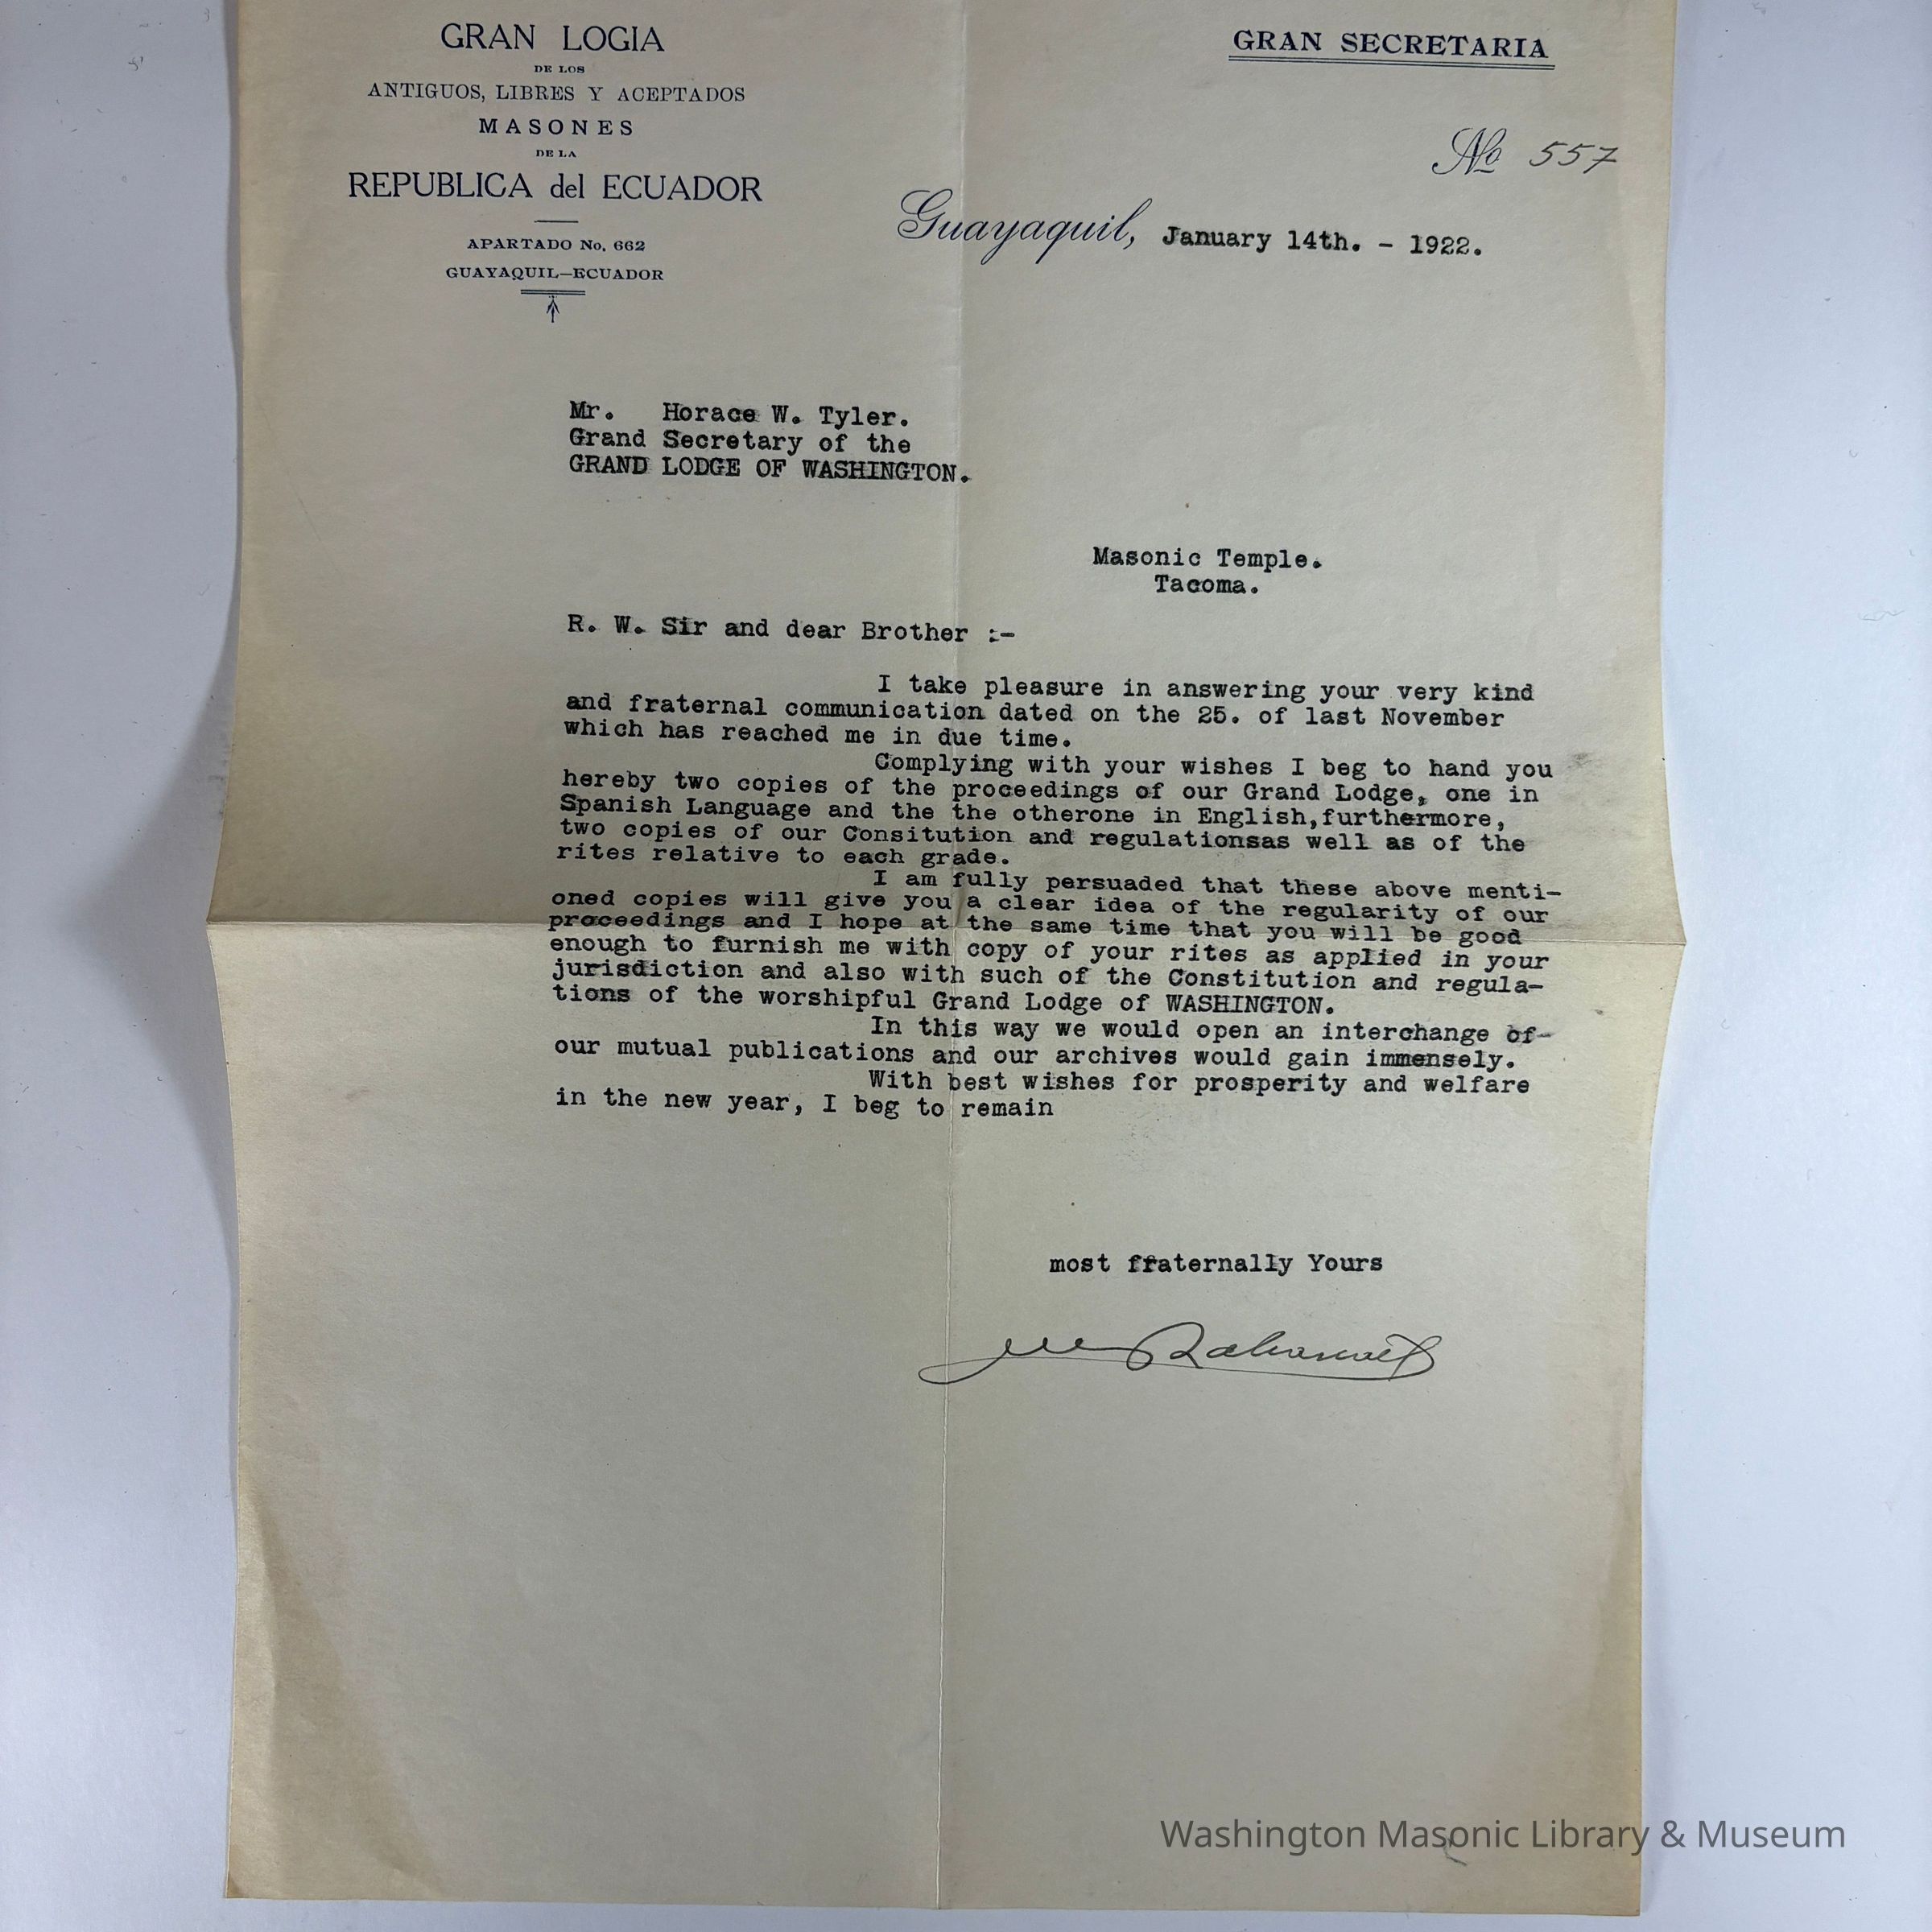 GRAN LOGIA
DE LOS
ANTIGUOS, LIBRES Y ACEPTADOS
MASONES
DE LA
REPUBLICA del ECUADOR
APARTADO No. 662
GUAYAQUIL—ECUADOR
GRAN SECRETARIA
No 557
Guayaquil, January 14th. - 1922.
Mr. Horace W. Tyler.
Grand Secretary of the
GRAND LODGE OF WASHINGTON.
Masonic Temple.
Tacoma.
R. W. Sir and dear Brother :-
I take pleasure in answering your very kind
and fraternal communication dated on the 25. of last November
which has reached me in due time.
Complying with your wishes I beg to hand you
hereby two copies of the proceedings of our Grand Lodge, one in
Spanish Language and the the otherone in English,furthermore,
two copies of our Consitution and regulationsas well as of the
rites relative to each grade.
I am fully persuaded that these above menti-
oned copies will give you a clear idea of the regularity of our
proceedings and I hope at the same time that you will be good
enough to furnish me with copy of your rites as applied in your
jurisdiction and also with such of the Constitution and regula-
tions of the worshipful Grand Lodge of WASHINGTON.
In this way we would open an interchange of-
our mutual publications and our archives would gain immensely.
With best wishes for prosperity and welfare
in the new year, I beg to remain
most fraternally Yours
Washington Masonic Library & Museum